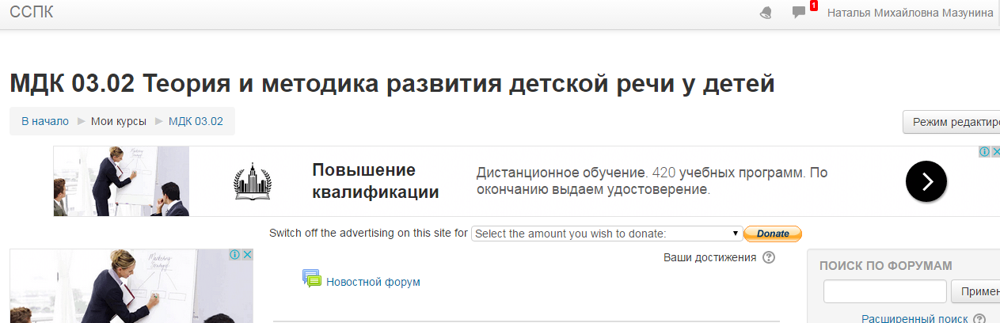 ССПК
1
Наталья Михайловна Мазунина
МДК 03.02 Теория и методика развития детской речи у детей
В начало ► Мои курсы ► МДК 03.02
Режим редактиро
Повышение
квалификации
Дистанционное обучение. 420 учебных программ. По
окончанию выдаем удостоверение.
Switch off the advertising on this site for Select the amount you wish to donate: Donate
Ваши достижения
Новостной форум
ПОИСК ПО ФОРУМАМ
Примен
Расширенный поиск